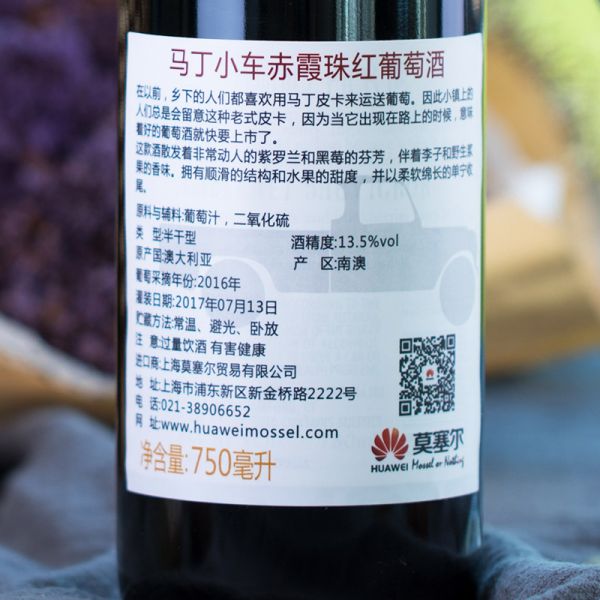 马丁小车赤霞珠红葡萄酒
在以前，乡下的人们都喜欢用马丁皮卡来运送葡萄。因此小镇上的
人们总是会留意这种老式皮卡，因为当它出现在路上的时候，意味
着好的葡萄酒就快要上市了。
这款酒散发着非常动人的紫罗兰和黑莓的芬芳，伴着李子和野生浆
果的香味。拥有顺滑的结构和水果的甜度，并以柔软绵长的单宁收
尾。
原料与辅料:葡萄汁，二氧化硫
类 型:半干型 酒精度:13.5%vol
原产国:澳大利亚 产 区:南澳
葡萄采摘年份:2016年
灌装日期:2017年07月13日
贮藏方法:常温、避光、卧放
注 意:过量饮酒 有害健康
进口商:上海莫塞尔贸易有限公司
地 址:上海市浦东新区新金桥路2222号
电 话:021-38906652
网 址:www.huaweimossel.com
净含量:750毫升
HUAWEI
莫塞尔
Mossel or Nothing